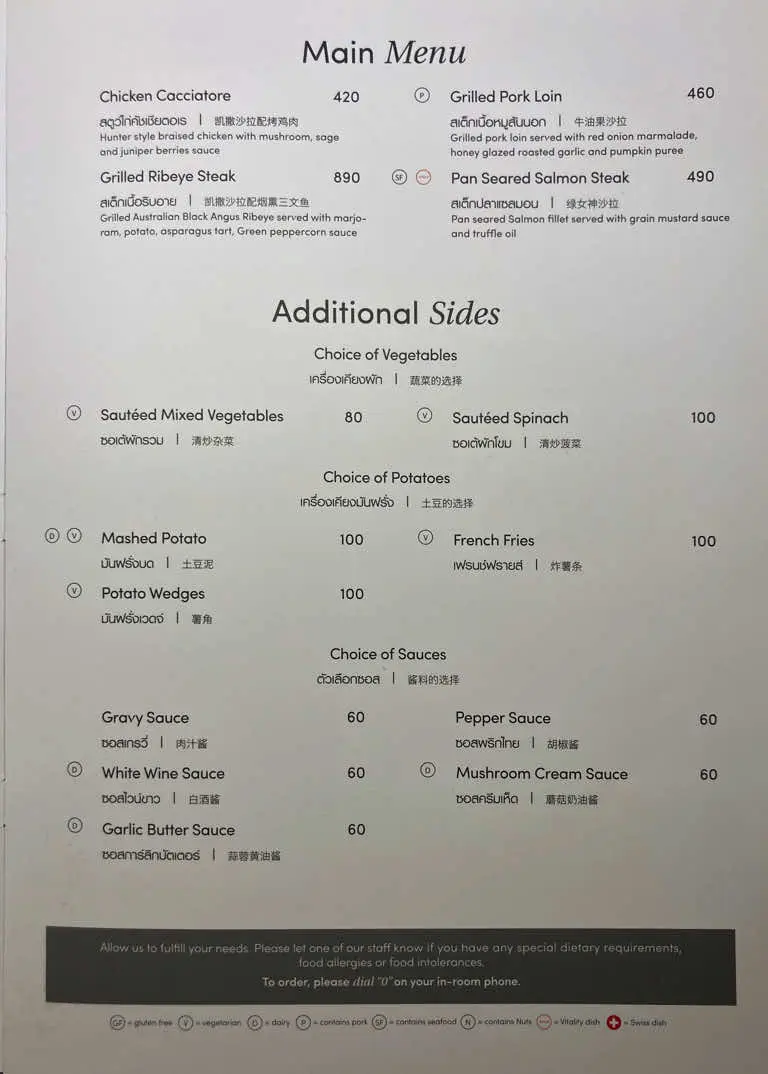 Main Menu
Chicken Cacciatore 420
สตูว์ไก่คัชเชียตอเร | 凯撒沙拉配烤鸡肉
Hunter style braised chicken with mushroom, sage
and juniper berries sauce
P Grilled Pork Loin 460
สเต็กเนื้อหมูสันนอก | 牛油果沙拉
Grilled pork loin served with red onion marmalade,
honey glazed roasted garlic and pumpkin puree
Grilled Ribeye Steak 890
สเต็กเนื้อริบอาย | 凯撒沙拉配烟熏三文鱼
Grilled Australian Black Angus Ribeye served with marjo-
ram, potato, asparagus tart, Green peppercorn sauce
SF Pan Seared Salmon Steak 490
สเต็กปลาแซลมอน | 绿女神沙拉
Pan seared Salmon fillet served with grain mustard sauce
and truffle oil
Additional Sides
Choice of Vegetables
เครื่องเคียงผัก | 蔬菜的选择
V Sautéed Mixed Vegetables 80
ซอเต้ผักรวม | 清炒杂菜
V Sautéed Spinach 100
ซอเต้ผักโขม | 清炒菠菜
Choice of Potatoes
เครื่องเคียงมันฝรั่ง | 土豆的选择
D V Mashed Potato 100
มันฝรั่งบด | 土豆泥
V French Fries 100
เฟรนช์ฟรายส์ | 炸薯条
V Potato Wedges 100
มันฝรั่งเวดจ์ | 薯角
Choice of Sauces
ตัวเลือกซอส | 酱料的选择
Gravy Sauce 60
ซอสเกรวี่ | 肉汁酱
Pepper Sauce 60
ซอสพริกไทย | 胡椒酱
D White Wine Sauce 60
ซอสไวน์ขาว | 白酒酱
D Mushroom Cream Sauce 60
ซอสครีมเห็ด | 蘑菇奶油酱
D Garlic Butter Sauce 60
ซอสการ์ลิกบัตเตอร์ | 蒜蓉黄油酱
Allow us to fulfill your needs. Please let one of our staff know if you have any special dietary requirements,
food allergies or food intolerances.
To order, please dial "0" on your in-room phone.
GF = gluten free V = vegetarian D = dairy P = contains pork SF = contains seafood N = contains Nuts = Vitality dish = Swiss dish